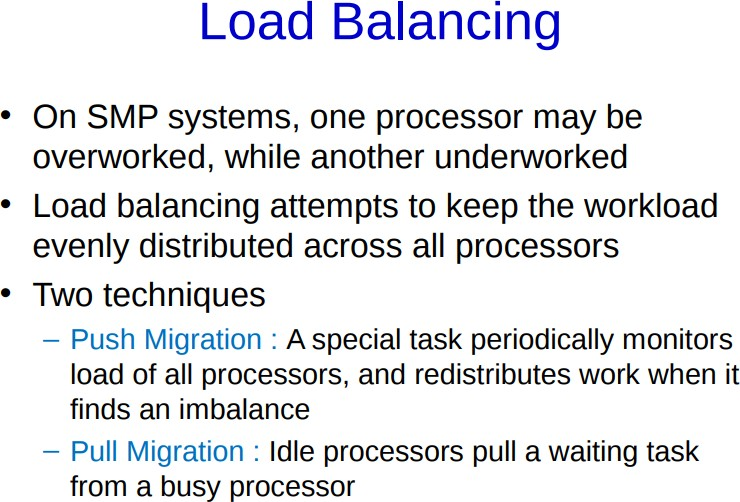 Load Balancing
• On SMP systems, one processor may be
overworked, while another underworked
• Load balancing attempts to keep the workload
evenly distributed across all processors
• Two techniques
– Push Migration : A special task periodically monitors
load of all processors, and redistributes work when it
finds an imbalance
– Pull Migration : Idle processors pull a waiting task
from a busy processor